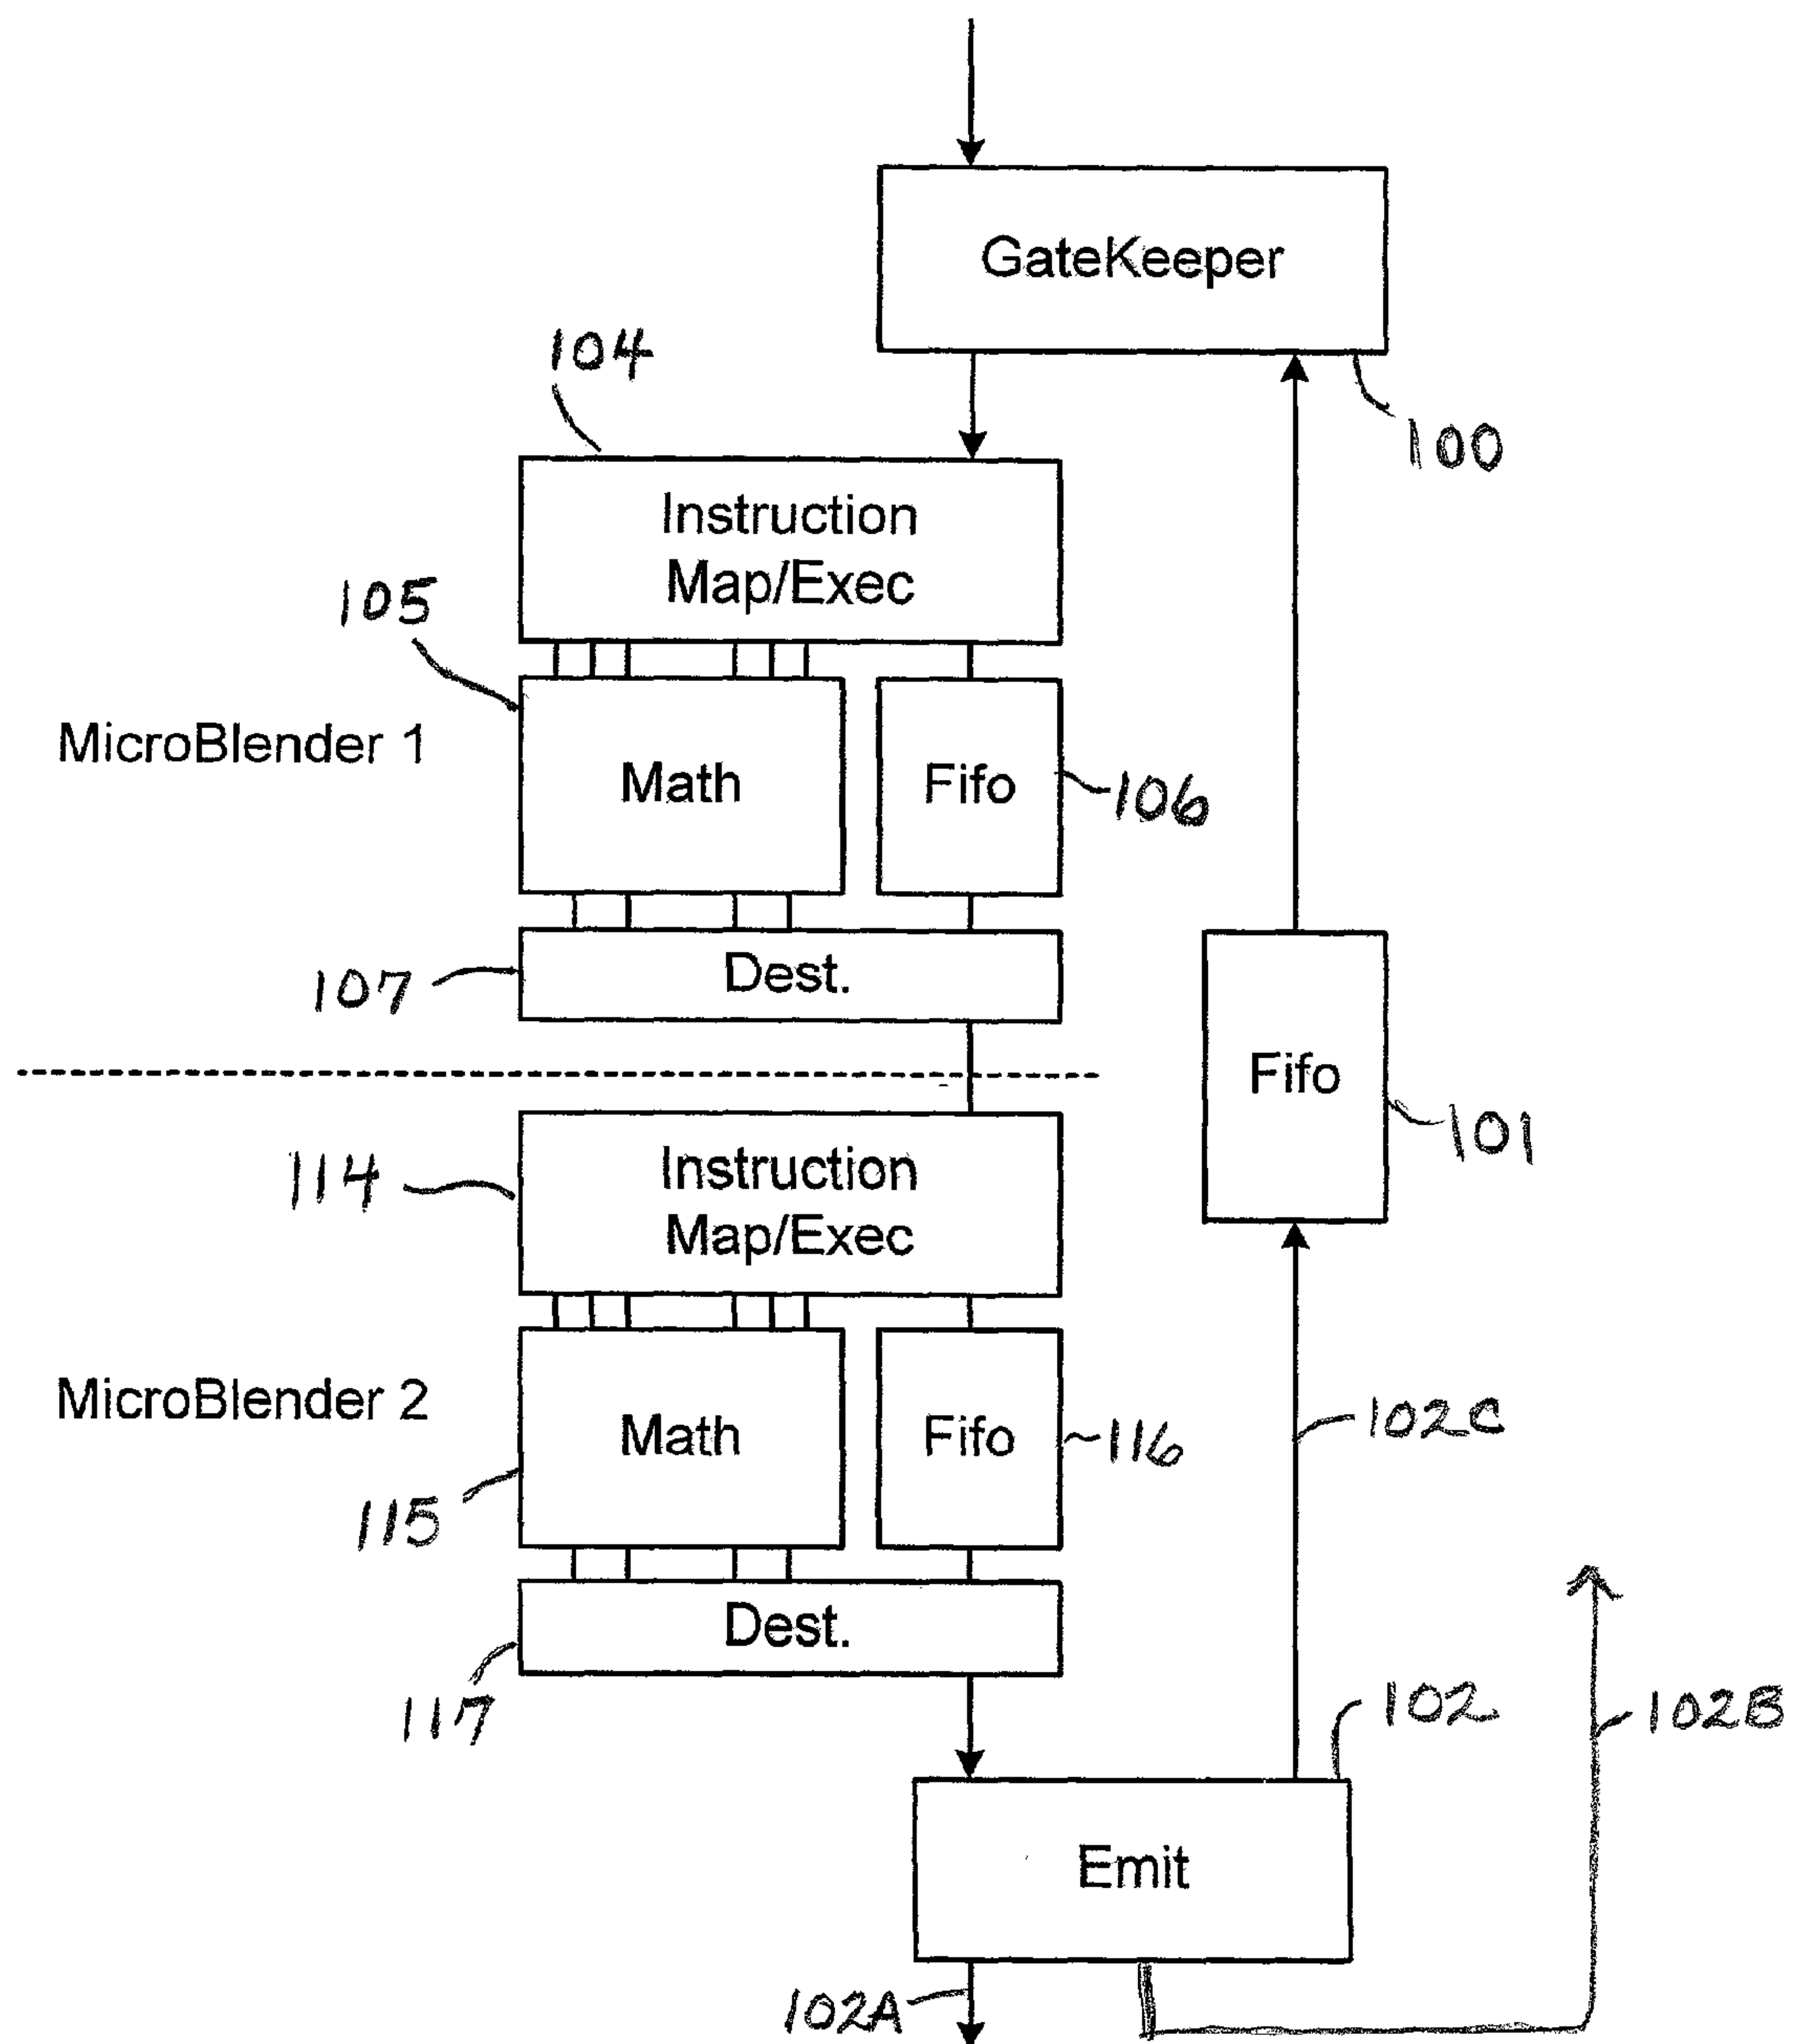 GateKeeper
104
100
Instruction
Map/Exec
105
MicroBlender 1
Math
Fifo
106
107
Dest.
Fifo
101
114
Instruction
Map/Exec
102C
MicroBlender 2
Math
Fifo
116
115
Dest.
117
102
102B
Emit
102A